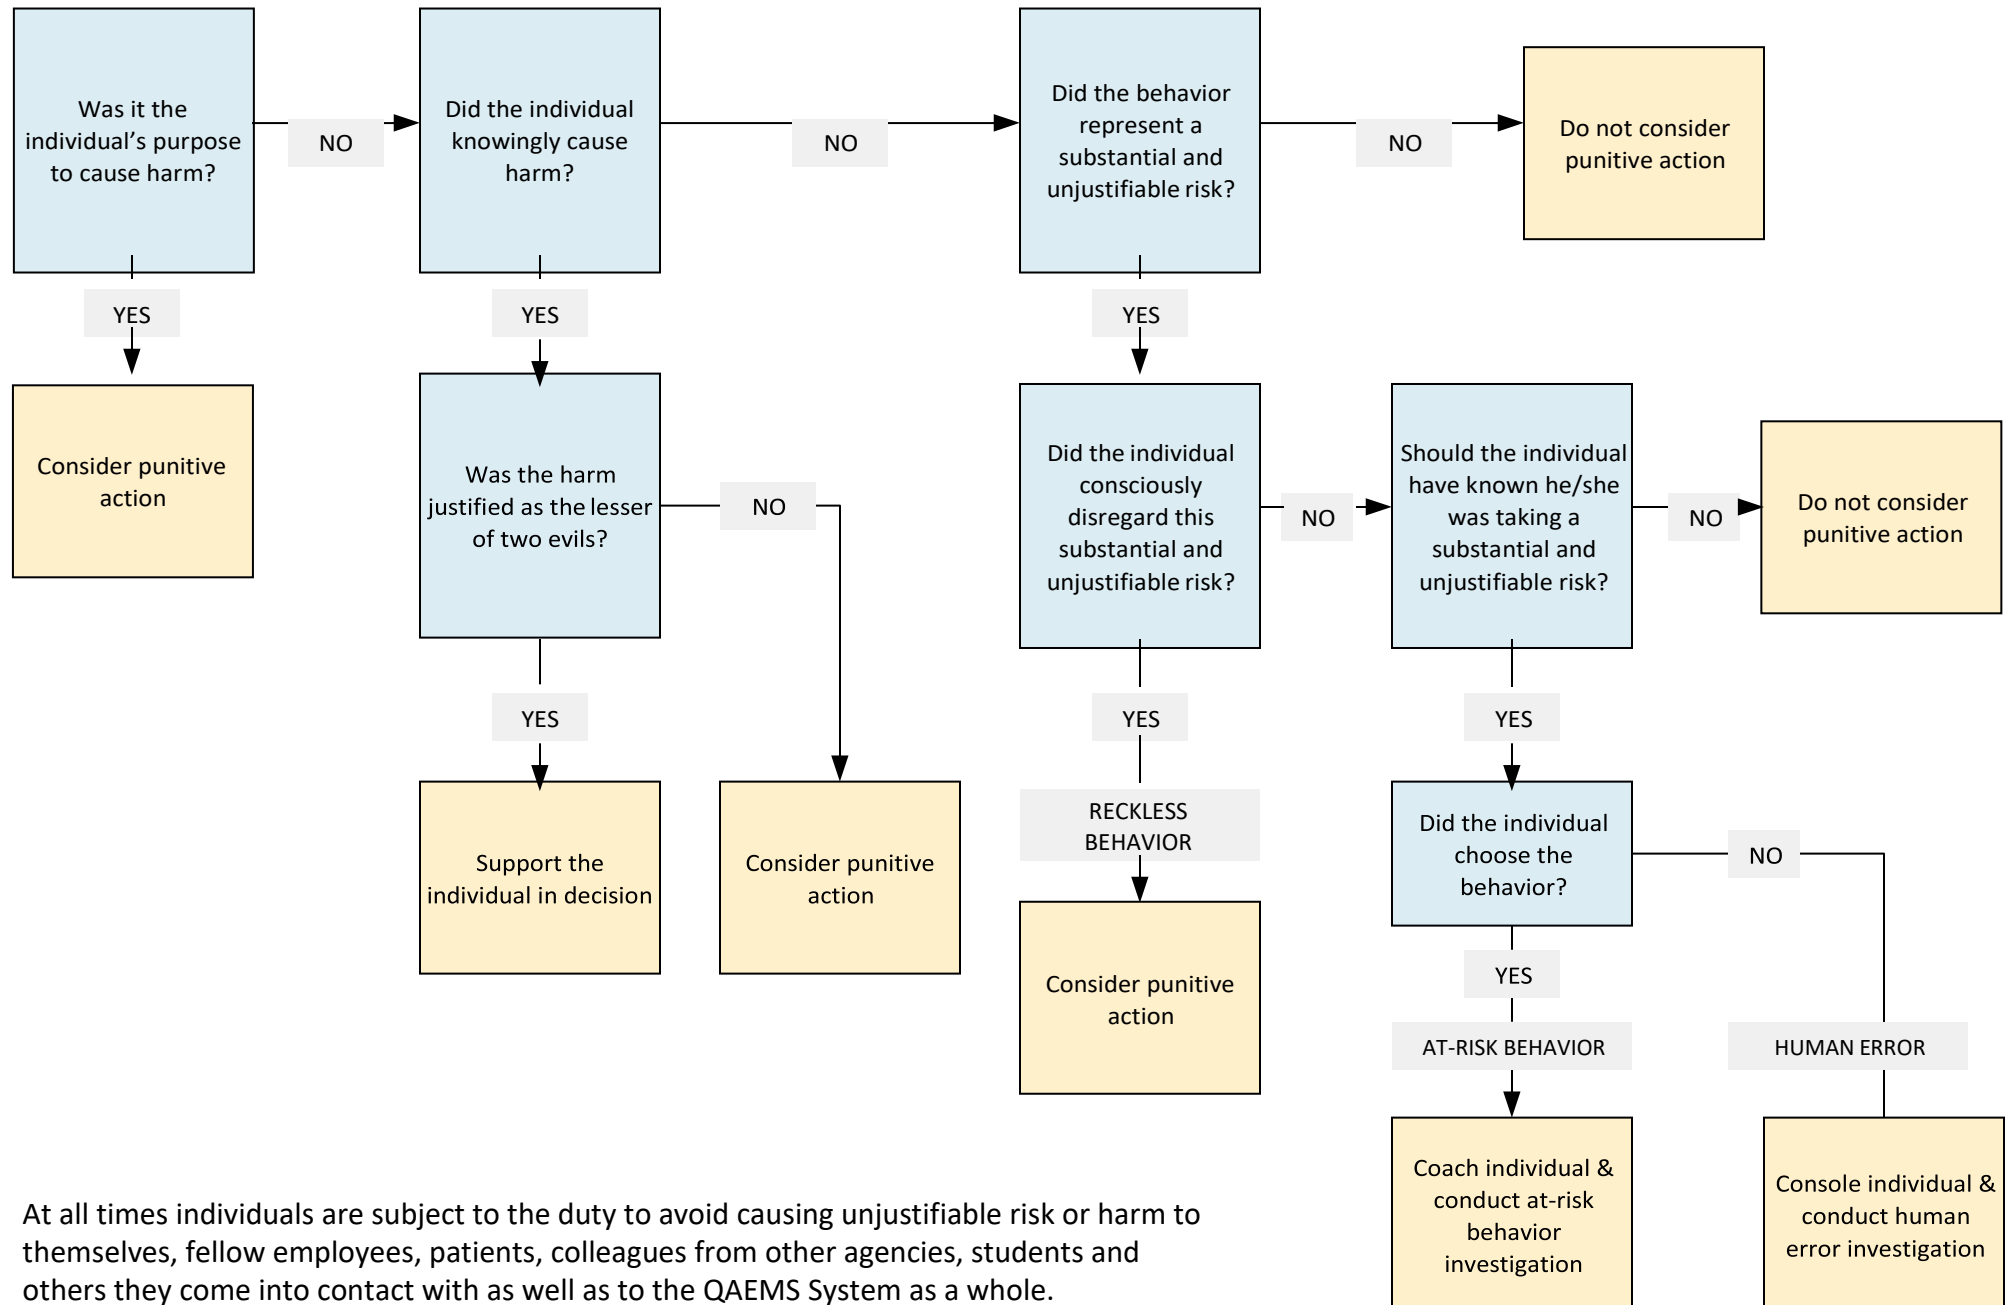 Was it the
individual’s purpose
to cause harm?
NO
Did the individual
knowingly cause
harm?
NO
Did the behavior
represent a
substantial and
unjustifiable risk?
NO
Do not consider
punitive action
YES
YES
YES
Consider punitive
action
Was the harm
justified as the lesser
of two evils?
NO
Did the individual
consciously
disregard this
substantial and
unjustifiable risk?
NO
Should the individual
have known he/she
was taking a
substantial and
unjustifiable risk?
NO
Do not consider
punitive action
YES
YES
YES
Support the
individual in decision
Consider punitive
action
RECKLESS
BEHAVIOR
Did the individual
choose the
behavior?
NO
Consider punitive
action
YES
AT-RISK BEHAVIOR
HUMAN ERROR
Coach individual &
conduct at-risk
behavior
investigation
Console individual &
conduct human
error investigation
At all times individuals are subject to the duty to avoid causing unjustifiable risk or harm to
themselves, fellow employees, patients, colleagues from other agencies, students and
others they come into contact with as well as to the QAEMS System as a whole.